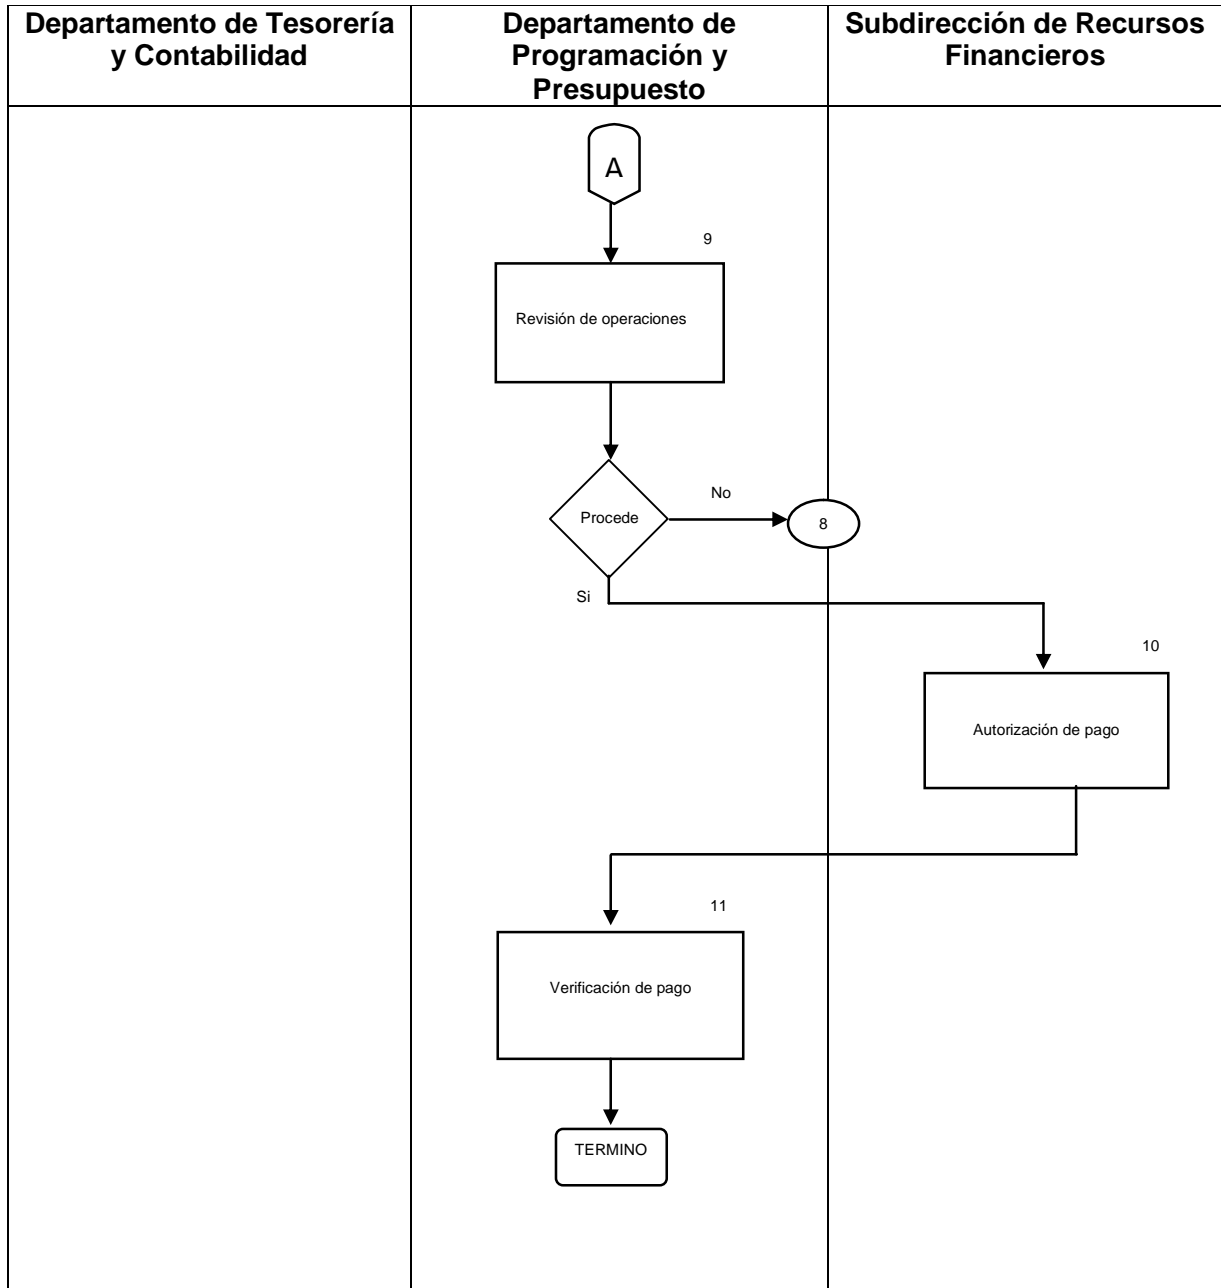 Departamento de Tesorería
y Contabilidad
Departamento de
Programación y
Presupuesto
Subdirección de Recursos
Financieros
A
9
Revisión de operaciones
Procede
No
8
Si
10
Autorización de pago
11
Verificación de pago
TERMINO